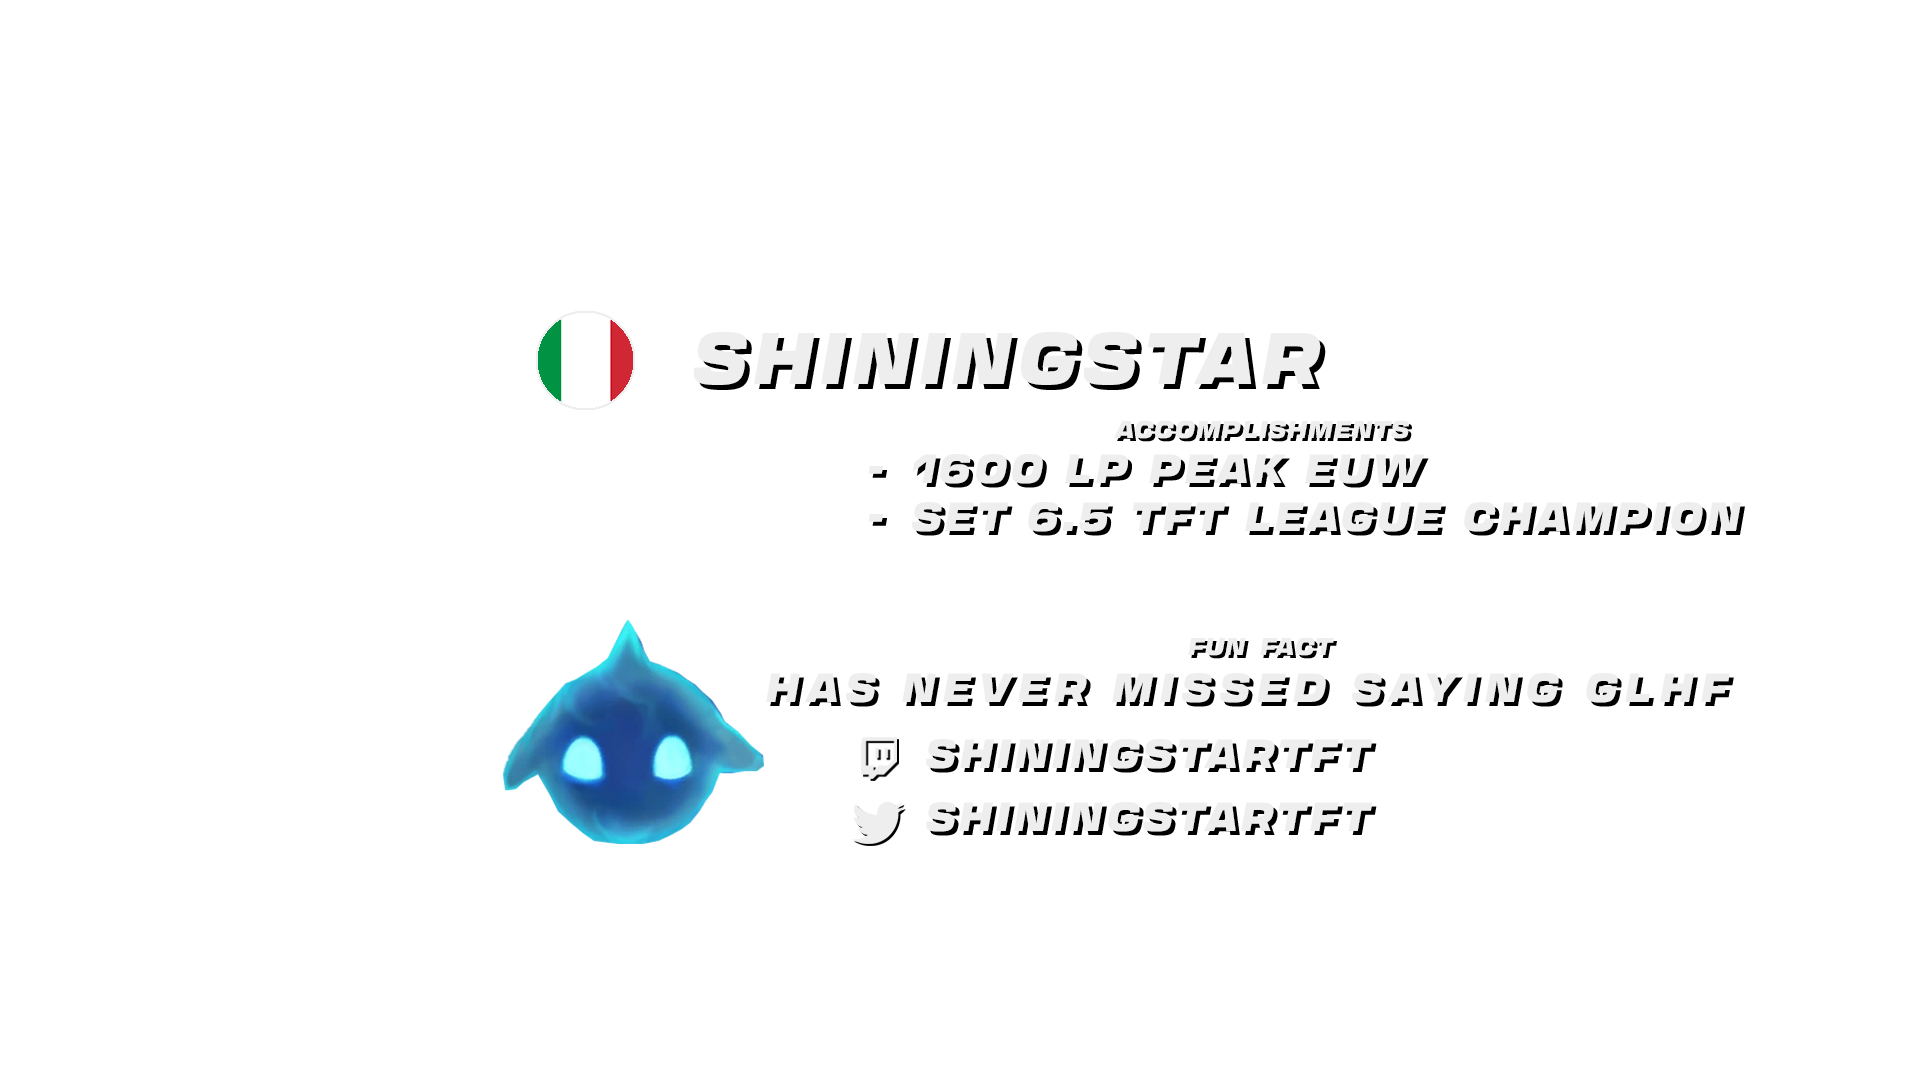 SHININGSTAR
ACCOMPLISHMENTS
- 1600 LP PEAK EUW
- SET 6.5 TFT LEAGUE CHAMPION
FUN FACT
HAS NEVER MISSED SAYING GLHF
SHININGSTARTFT
SHININGSTARTFT